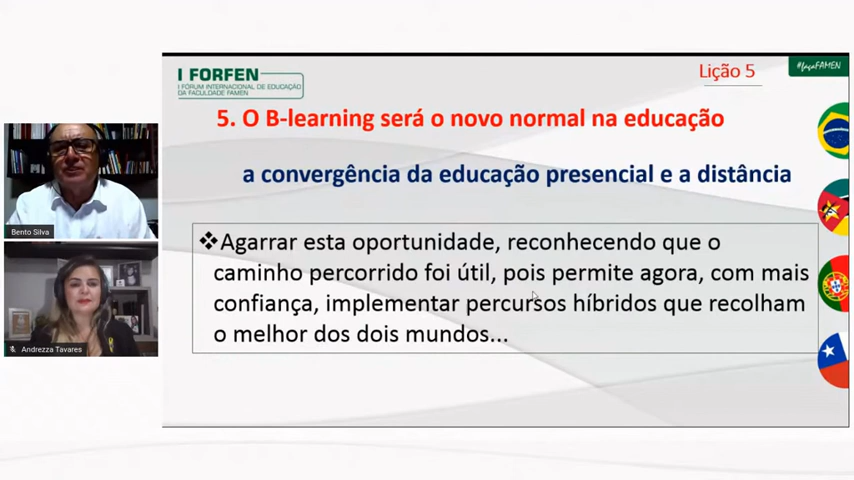 Lição 5
#façaFAMEN
I FORFEN
I FÓRUM INTERNACIONAL DE EDUCAÇÃO
DA FACULDADE FAMEN
5. O B-learning será o novo normal na educação
a convergência da educação presencial e a distância
❖Agarrar esta oportunidade, reconhecendo que o
caminho percorrido foi útil, pois permite agora, com mais
confiança, implementar percursos híbridos que recolham
o melhor dos dois mundos...
Bento Silva
Andrezza Tavares